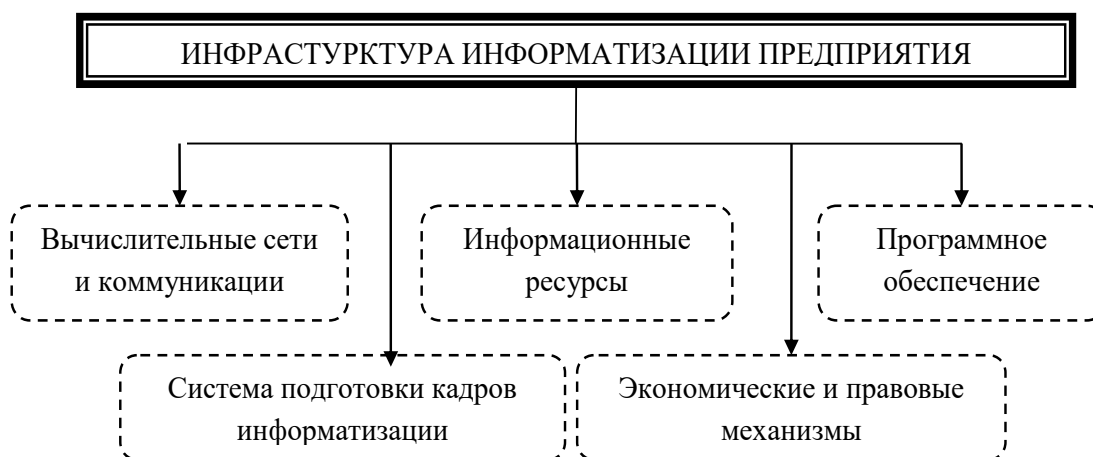 ИНФРАСТУРКТУРА ИНФОРМАТИЗАЦИИ ПРЕДПРИЯТИЯ
Вычислительные сети
и коммуникации
Информационные
ресурсы
Программное
обеспечение
Система подготовки кадров
информатизации
Экономические и правовые
механизмы